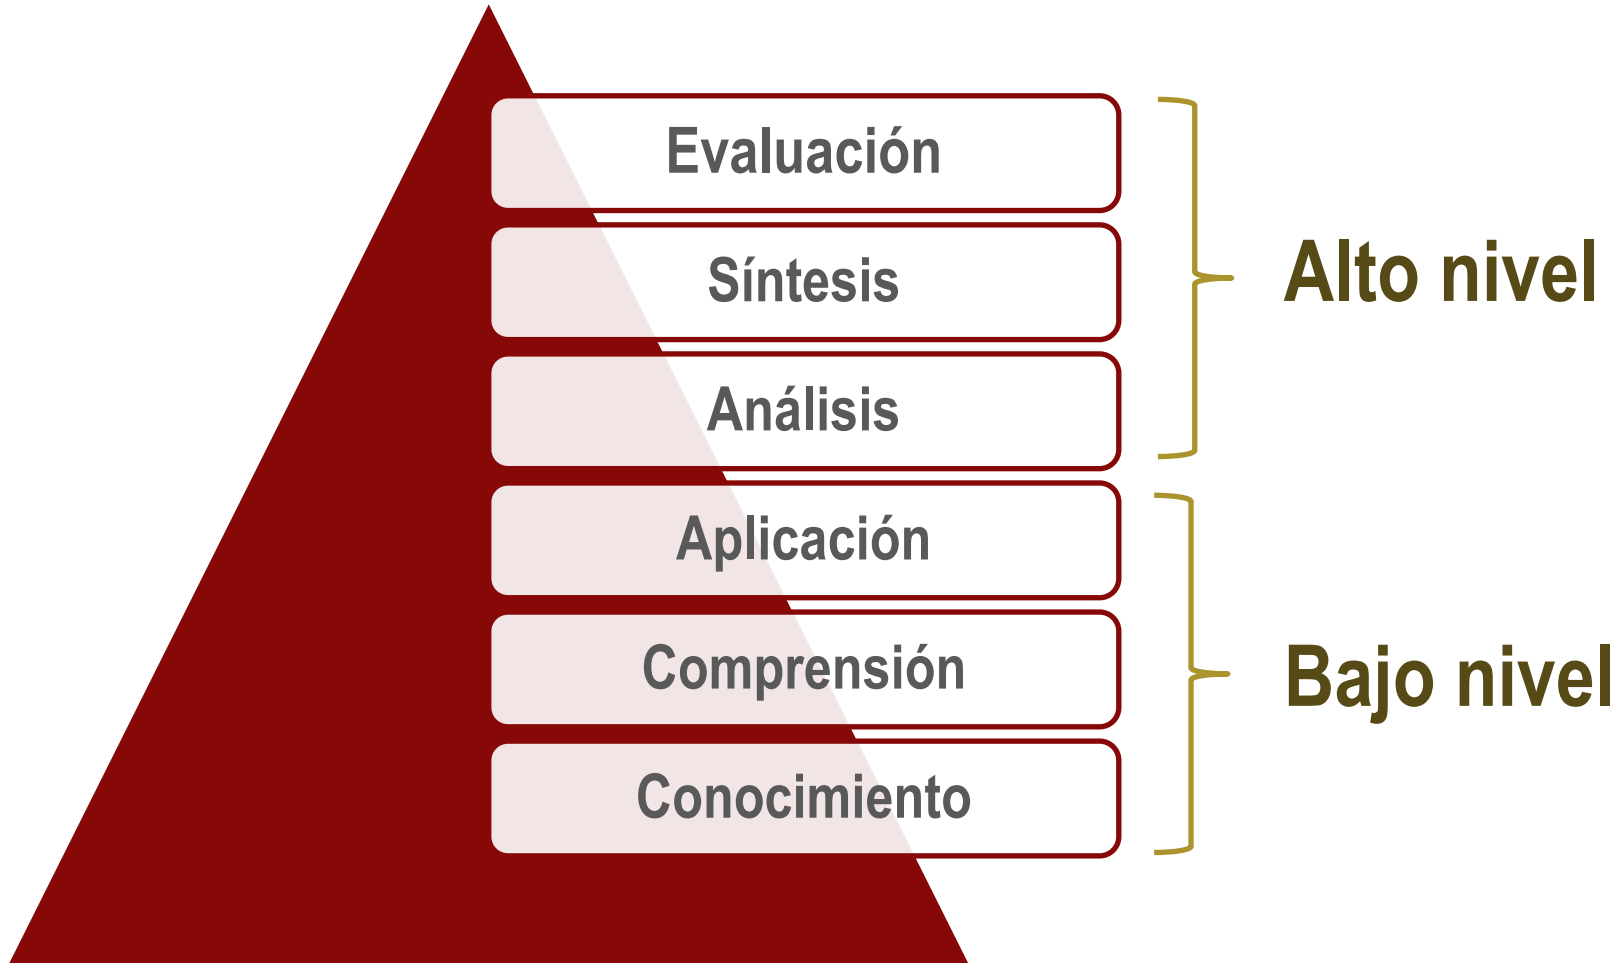 Evaluación
Síntesis
Análisis
Alto nivel
Aplicación
Comprensión
Conocimiento
Bajo nivel